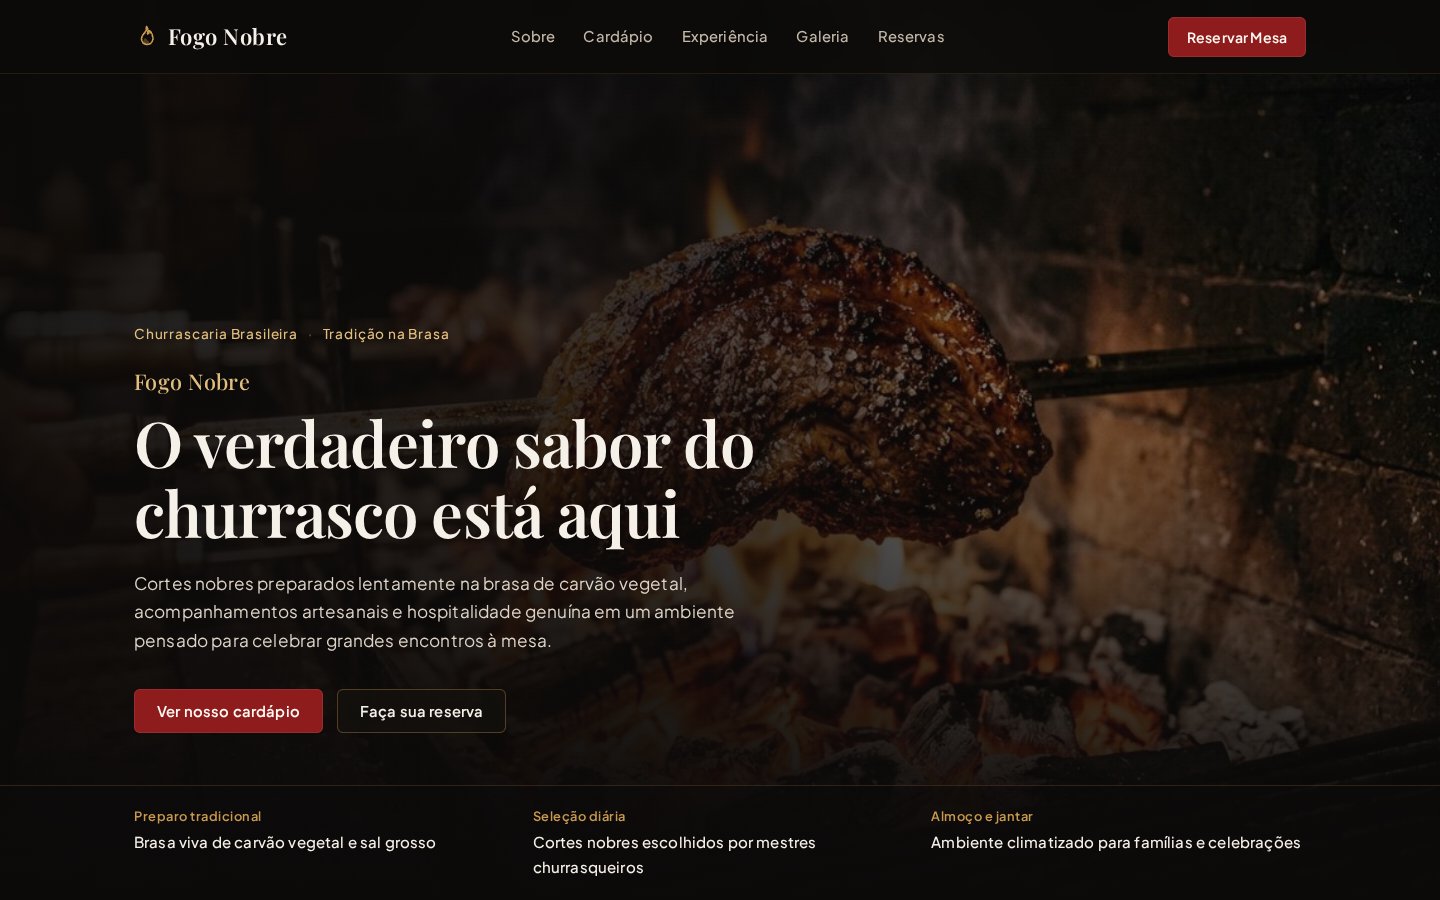 Fogo Nobre
Sobre
Cardápio
Experiência
Galeria
Reservas
Reservar Mesa
Churrascaria Brasileira · Tradição na Brasa
Fogo Nobre
O verdadeiro sabor do
churrasco está aqui
Cortes nobres preparados lentamente na brasa de carvão vegetal,
acompanhamentos artesanais e hospitalidade genuína em um ambiente
pensado para celebrar grandes encontros à mesa.
Ver nosso cardápio
Faça sua reserva
Preparo tradicional
Brasa viva de carvão vegetal e sal grosso
Seleção diária
Cortes nobres escolhidos por mestres
churrasqueiros
Almoço e jantar
Ambiente climatizado para famílias e celebrações